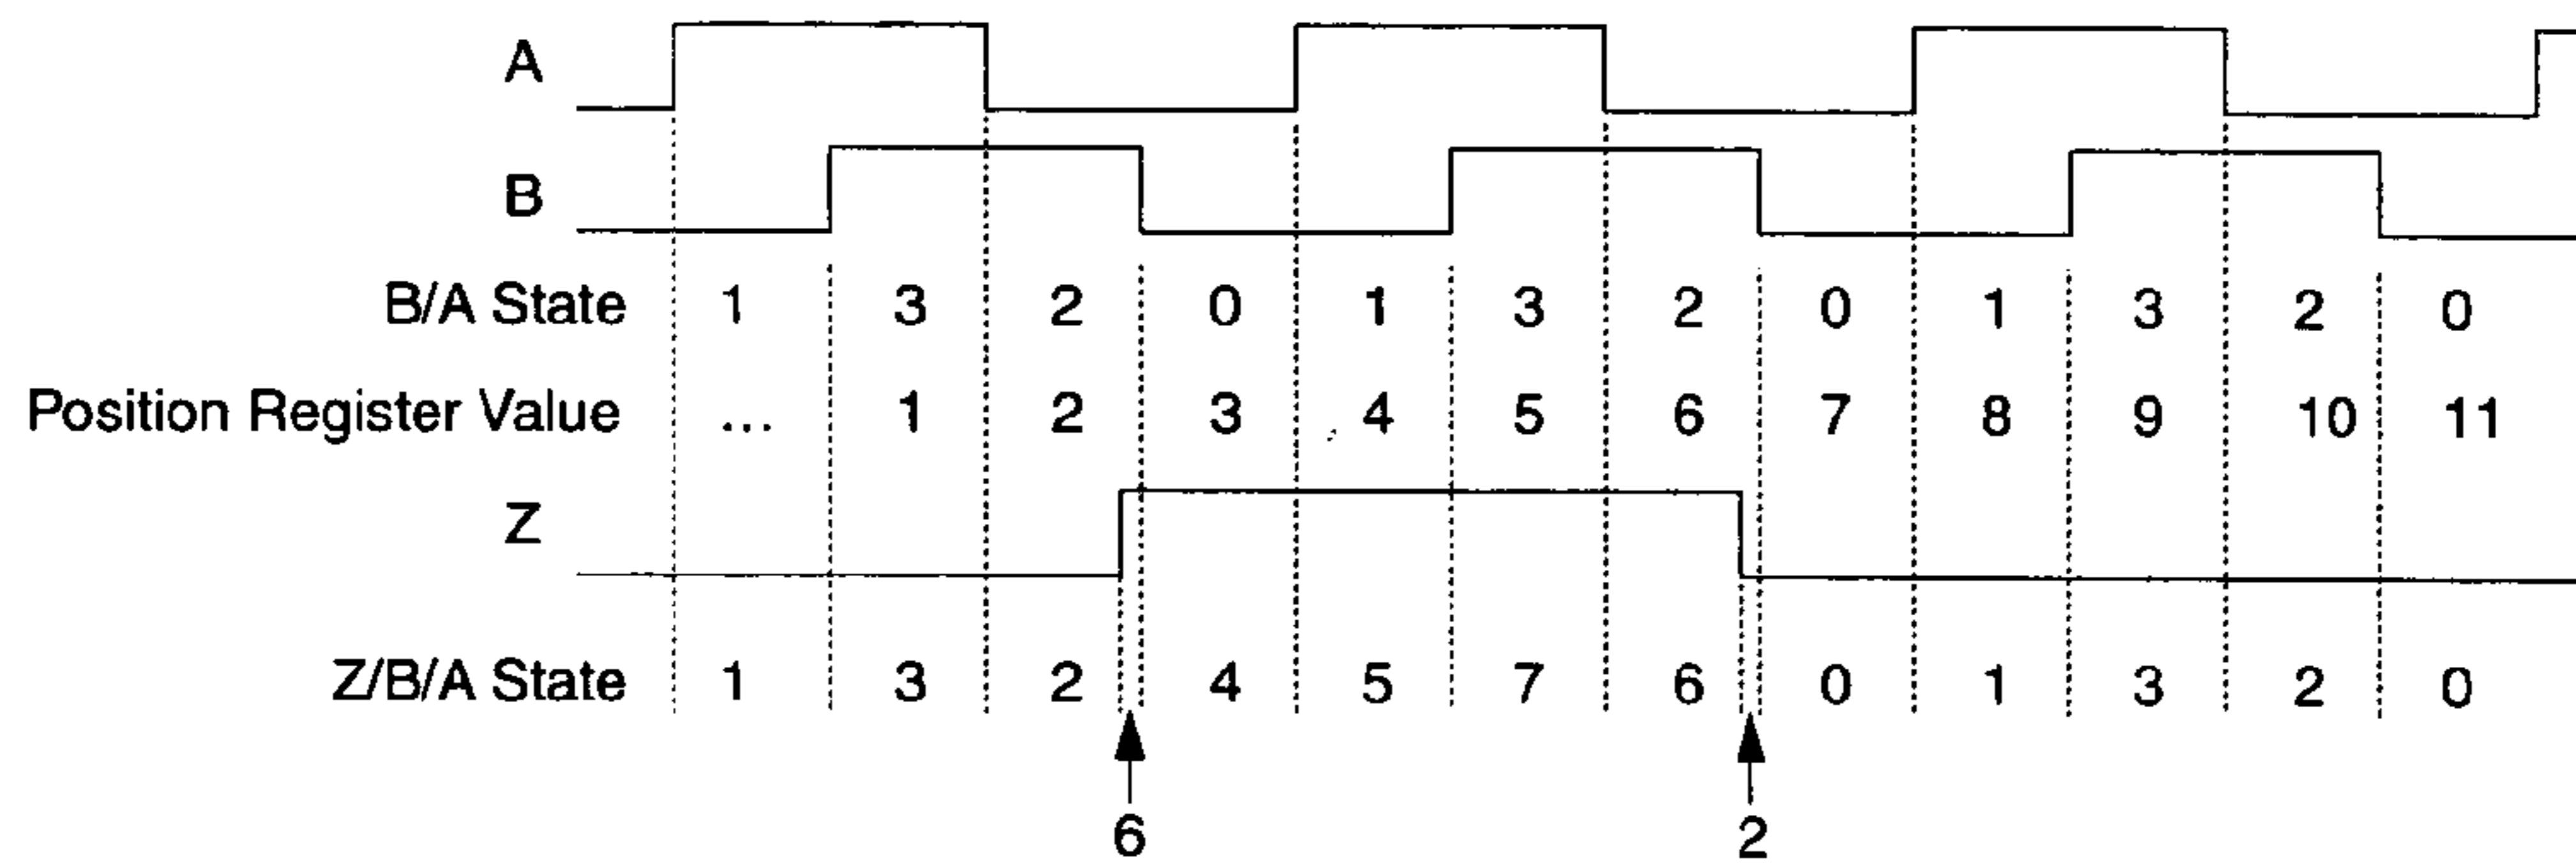 A
B
B/A State 1 3 2 0 1 3 2 0 1 3 2 0
Position Register Value ... 1 2 3 4 5 6 7 8 9 10 11
Z
Z/B/A State 1 3 2 4 5 7 6 0 1 3 2 0
6 2